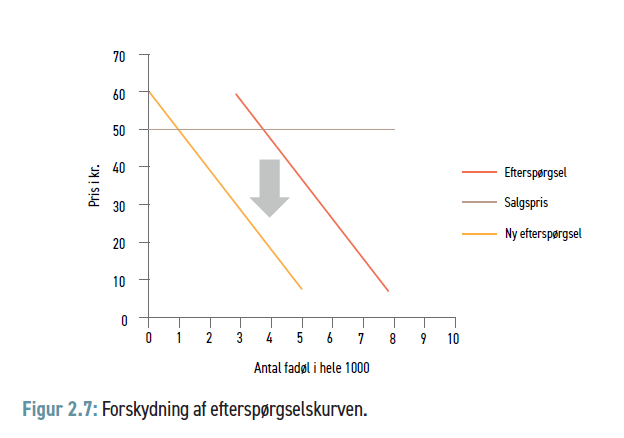 70
60
50
40
30
20
10
0
Pris i kr.
0 1 2 3 4 5 6 7 8 9 10
Antal fadøl i hele 1000
Efterspørgsel
Salgspris
Ny efterspørgsel
Figur 2.7: Forskydning af efterspørgselskurven.